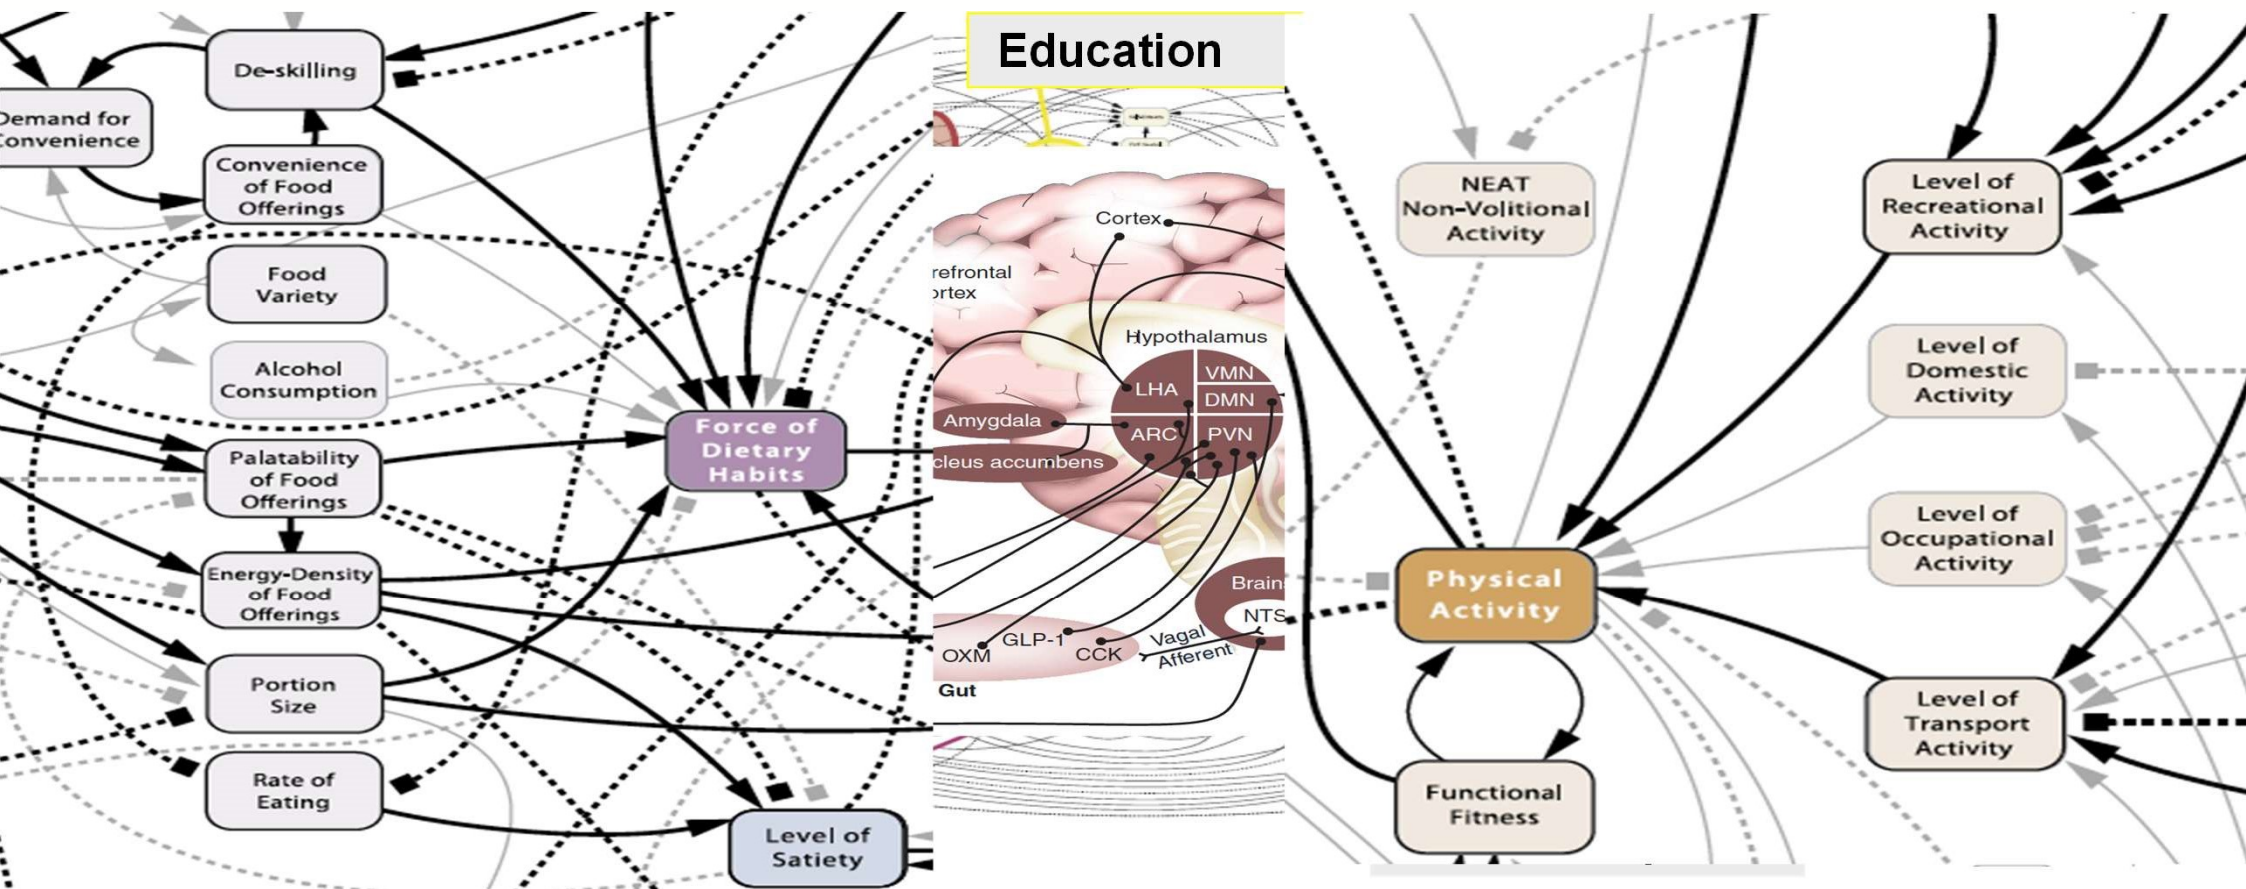 De-skilling
Demand for
Convenience
Convenience
of Food
Offerings
Food
Variety
Alcohol
Consumption
Palatability
of Food
Offerings
Energy-Density
of Food
Offerings
Portion
Size
Rate of
Eating
Force of
Dietary
Habits
Level of
Satiety
Education
Cortex
refrontal
ortex
Hypothalamus
LHA
VMN
DMN
ARC
PVN
Amygdala
cleus accumbens
Brain
NTS
GLP-1
OXM
CCK
Vagal
Afferent
Gut
NEAT
Non-Volitional
Activity
Physical
Activity
Functional
Fitness
Level of
Recreational
Activity
Level of
Domestic
Activity
Level of
Occupational
Activity
Level of
Transport
Activity